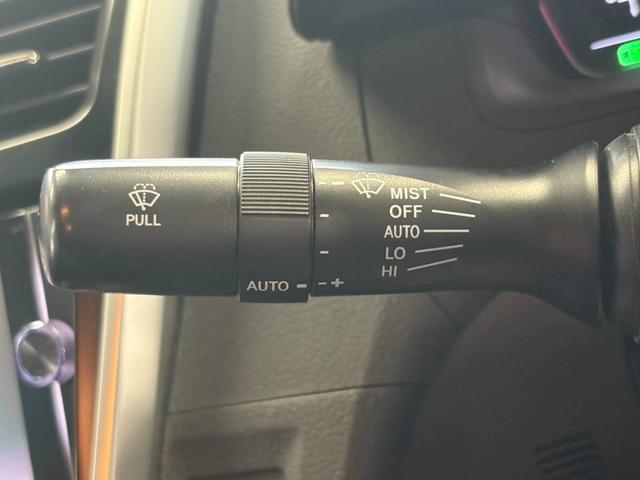 PULL
AUTO
-
+
MIST
OFF
AUTO
LO
HI